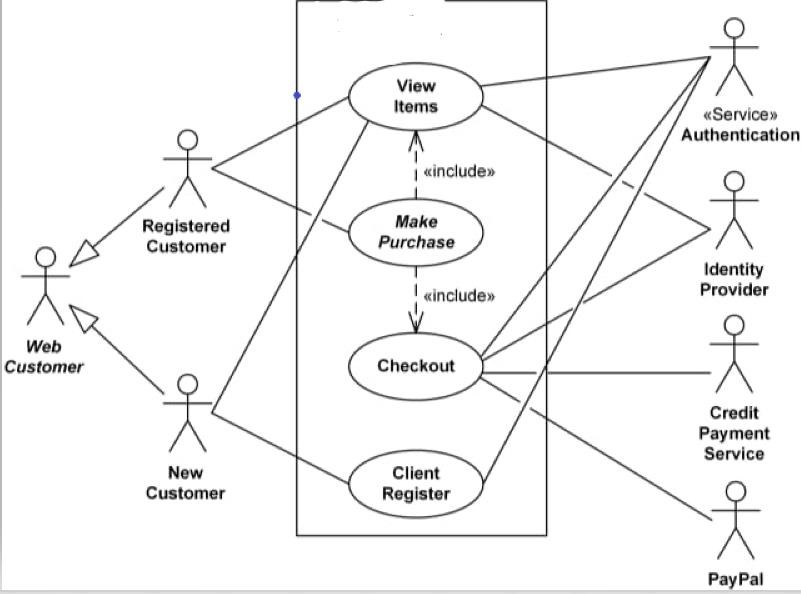 View
Items
«Service»
Authentication
«include»
Registered
Customer
Make
Purchase
Identity
Provider
«include»
Web
Customer
Checkout
Credit
Payment
Service
New
Customer
Client
Register
PayPal